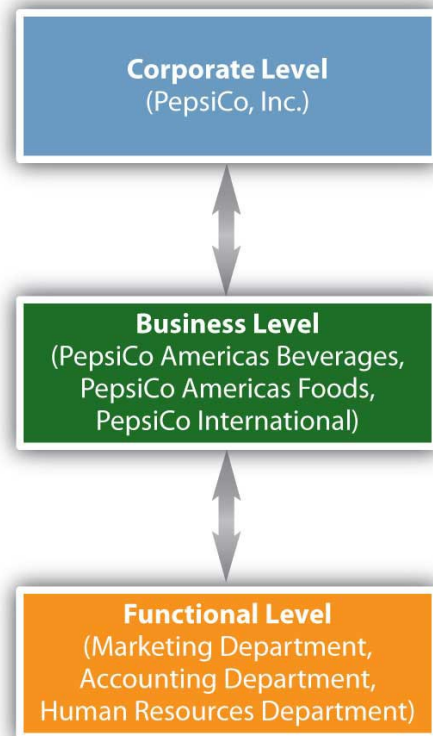 Corporate Level
(PepsiCo, Inc.)
Business Level
(PepsiCo Americas Beverages,
PepsiCo Americas Foods,
PepsiCo International)
Functional Level
(Marketing Department,
Accounting Department,
Human Resources Department)